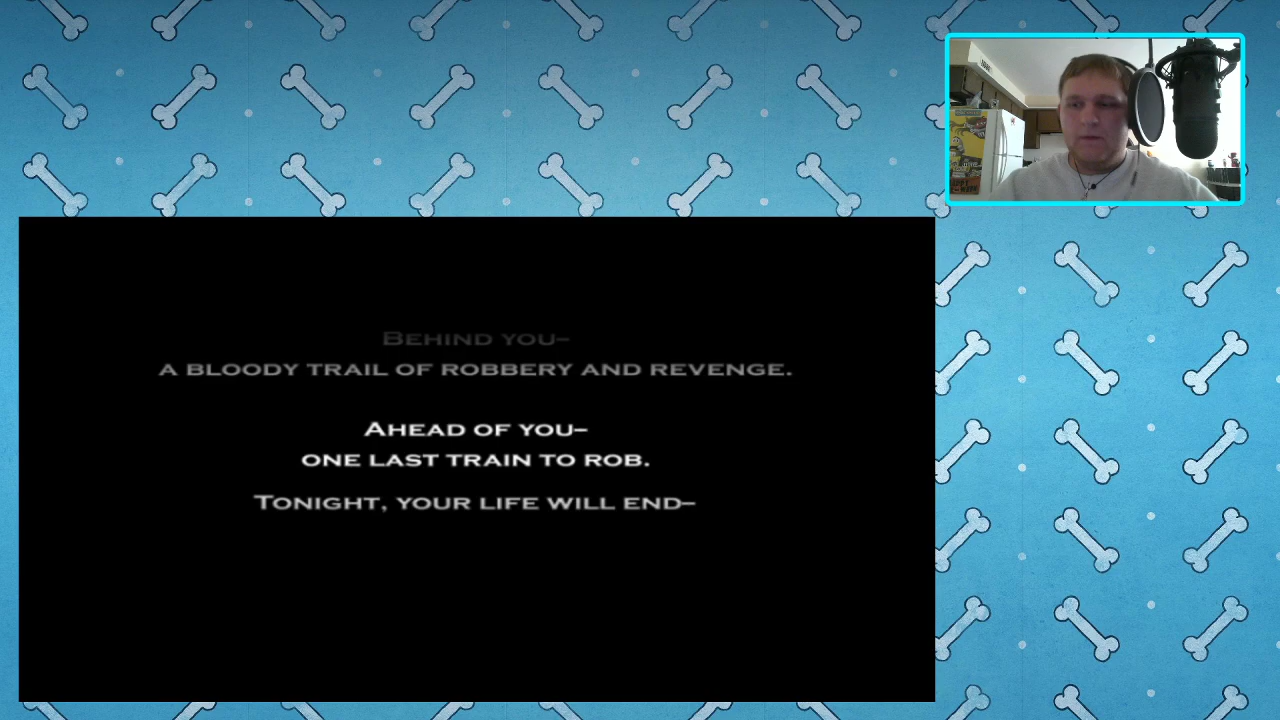 BEHIND YOU–
A BLOODY TRAIL OF ROBBERY AND REVENGE.
AHEAD OF YOU–
ONE LAST TRAIN TO ROB.
TONIGHT, YOUR LIFE WILL END–